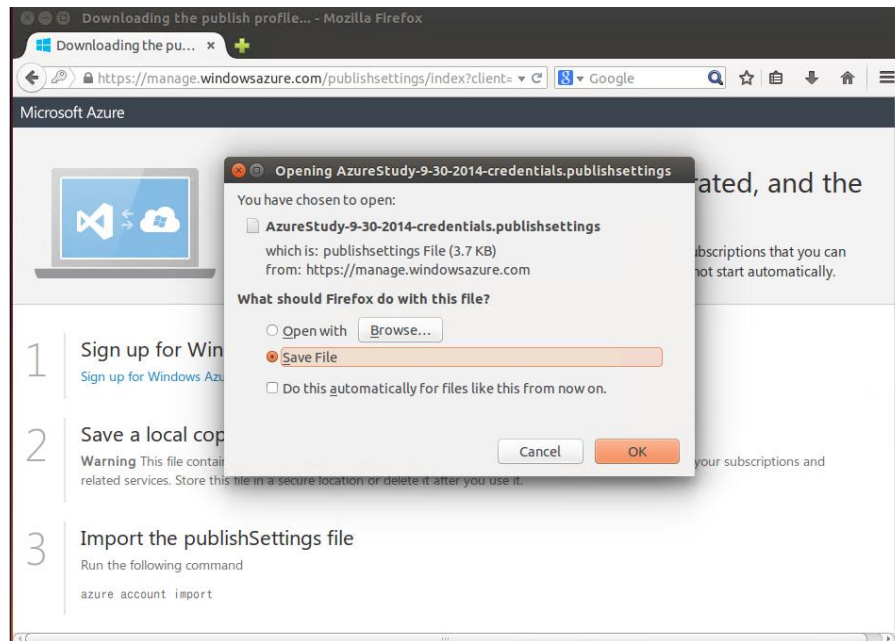 Downloading the publish profile... - Mozilla Firefox
Downloading the pu... ×
https://manage.windowsazure.com/publishsettings/index?client= Google
Microsoft Azure
Opening AzureStudy-9-30-2014-credentials.publishsettings
rated, and the
You have chosen to open:
AzureStudy-9-30-2014-credentials.publishsettings
which is: publishsettings File (3.7 KB)
from: https://manage.windowsazure.com
bscriptions that you can
not start automatically.
What should Firefox do with this file?
Open with Browse...
Save File
Do this automatically for files like this from now on.
Cancel OK
1 Sign up for Win
Sign up for Windows Azu
2 Save a local cop
Warning This file contai your subscriptions and
related services. Store this file in a secure location or delete it after you use it.
3 Import the publishSettings file
Run the following command
azure account import